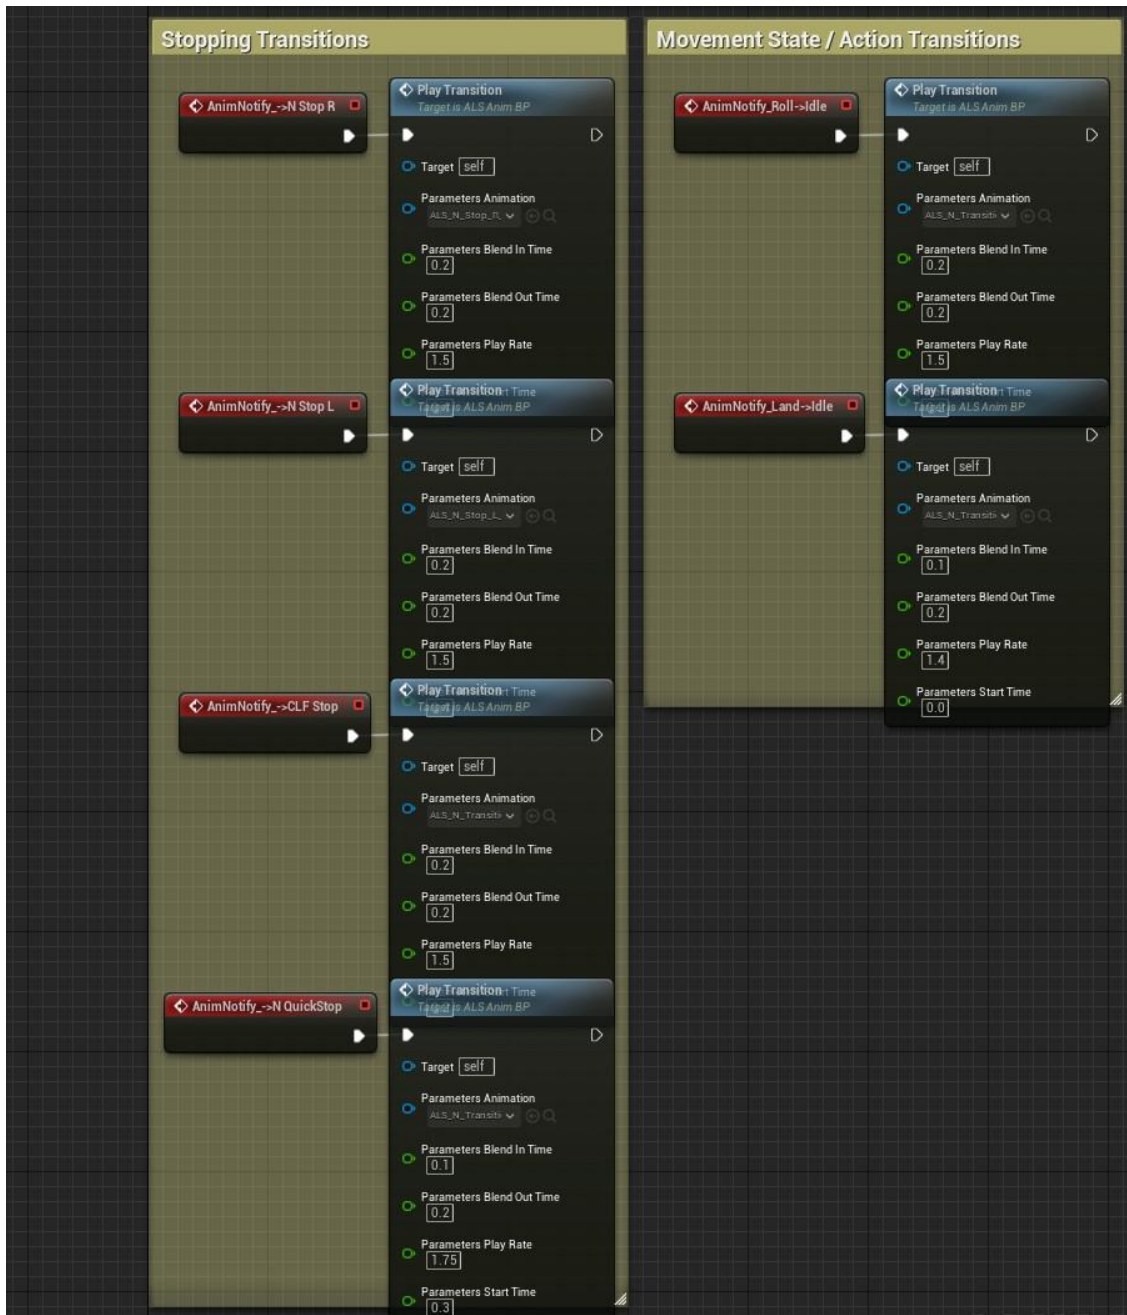 Stopping Transitions
AnimNotify_->N Stop R
Play Transition
Target is ALS Anim BP
Target self
Parameters Animation
Parameters Blend In Time
0.2
Parameters Blend Out Time
0.2
Parameters Play Rate
1.5
AnimNotify_->N Stop L
Play Transition
Target is ALS Anim BP
Target self
Parameters Animation
ALS_N_Stop_L_
Parameters Blend In Time
0.2
Parameters Blend Out Time
0.2
Parameters Play Rate
1.5
AnimNotify_->CLF Stop
Play Transition
Target is ALS Anim BP
Target self
Parameters Animation
ALS_N_Transiti
Parameters Blend In Time
0.2
Parameters Blend Out Time
0.2
Parameters Play Rate
1.5
AnimNotify_->N QuickStop
Play Transition
Target is ALS Anim BP
Target self
Parameters Animation
ALS_N_Transiti
Parameters Blend In Time
0.1
Parameters Blend Out Time
0.2
Parameters Play Rate
1.75
Parameters Start Time
0.3
Movement State / Action Transitions
AnimNotify_Roll->Idle
Play Transition
Target is ALS Anim BP
Target self
Parameters Animation
ALS_N_Transiti
Parameters Blend In Time
0.2
Parameters Blend Out Time
0.2
Parameters Play Rate
1.5
AnimNotify_Land->Idle
Play Transition
Target is ALS Anim BP
Target self
Parameters Animation
ALS_N_Transiti
Parameters Blend In Time
0.1
Parameters Blend Out Time
0.2
Parameters Play Rate
1.4
Parameters Start Time
0.0